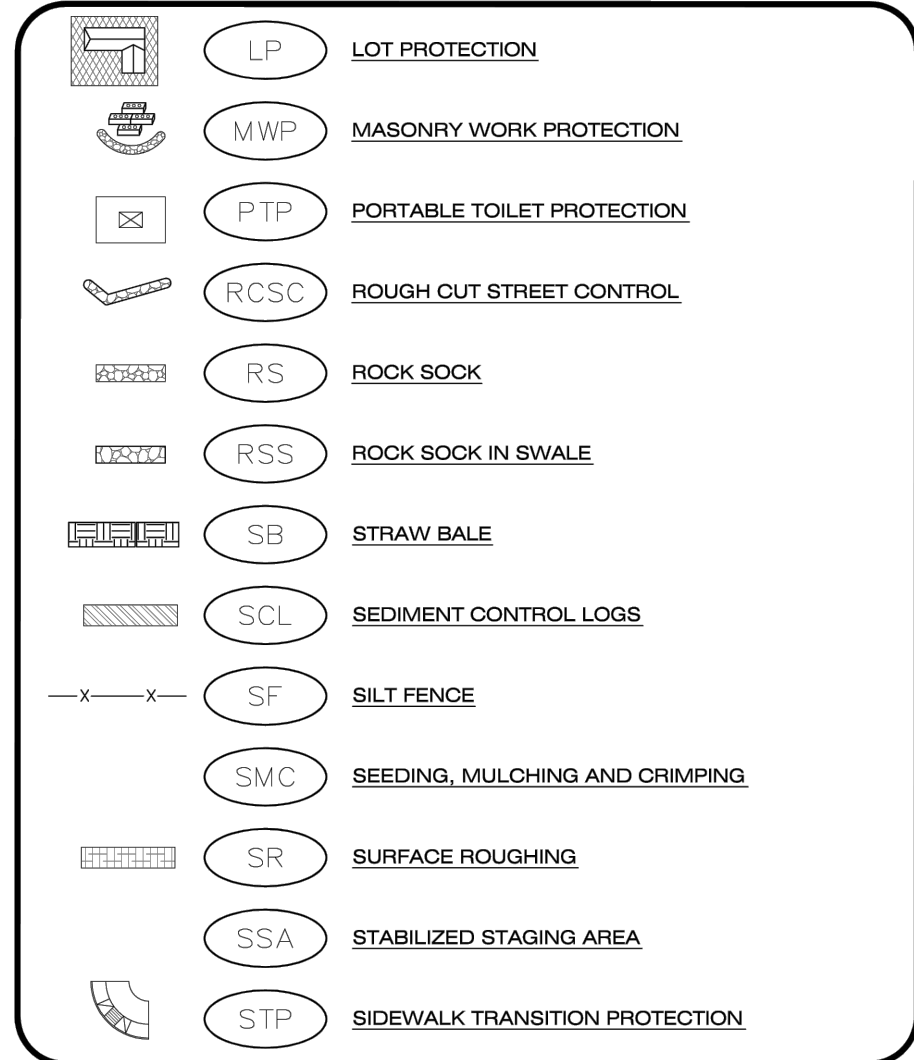 LP LOT PROTECTION
MWP MASONRY WORK PROTECTION
PTP PORTABLE TOILET PROTECTION
RCSC ROUGH CUT STREET CONTROL
RS ROCK SOCK
RSS ROCK SOCK IN SWALE
SB STRAW BALE
SCL SEDIMENT CONTROL LOGS
X X SF SILT FENCE
SMC SEEDING, MULCHING AND CRIMPING
SR SURFACE ROUGHING
SSA STABILIZED STAGING AREA
STP SIDEWALK TRANSITION PROTECTION